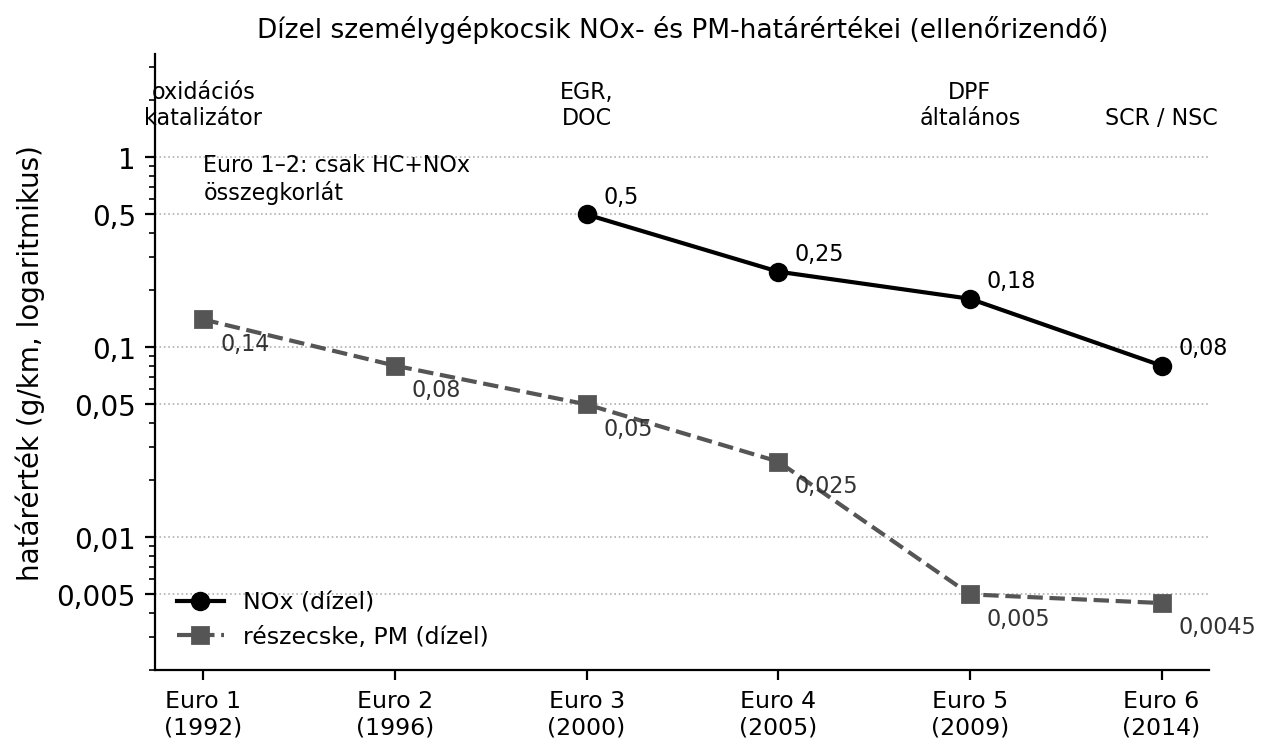 Dízel személygépkocsik NOx- és PM-határértékei (ellenőrizendő)
oxidációs
katalizátor
EGR,
DOC
DPF
általános
SCR / NSC
Euro 1–2: csak HC+NOx
összegkorlát
határérték (g/km, logaritmikus)
1
0,5
0,1
0,05
0,01
0,005
0,5
0,25
0,18
0,08
0,14
0,08
0,05
0,025
0,005
0,0045
NOx (dízel)
részecske, PM (dízel)
Euro 1
(1992)
Euro 2
(1996)
Euro 3
(2000)
Euro 4
(2005)
Euro 5
(2009)
Euro 6
(2014)